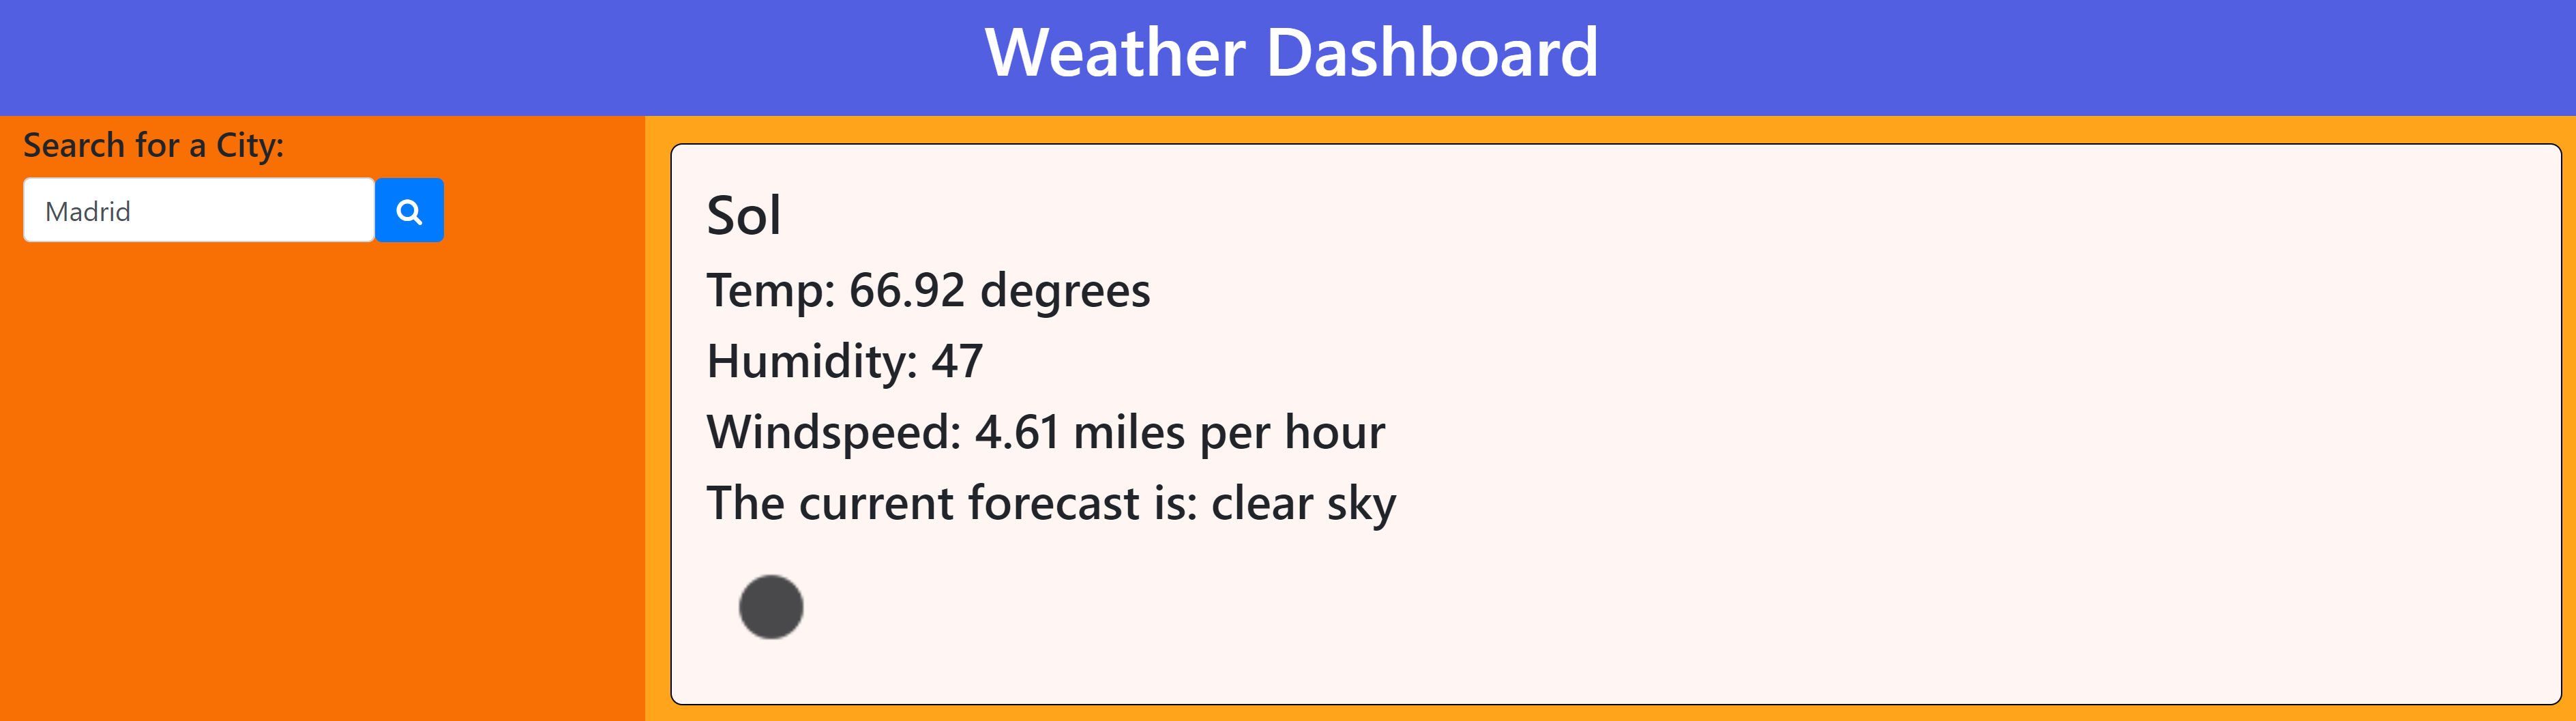 Weather Dashboard
Search for a City:
Madrid
Sol
Temp: 66.92 degrees
Humidity: 47
Windspeed: 4.61 miles per hour
The current forecast is: clear sky